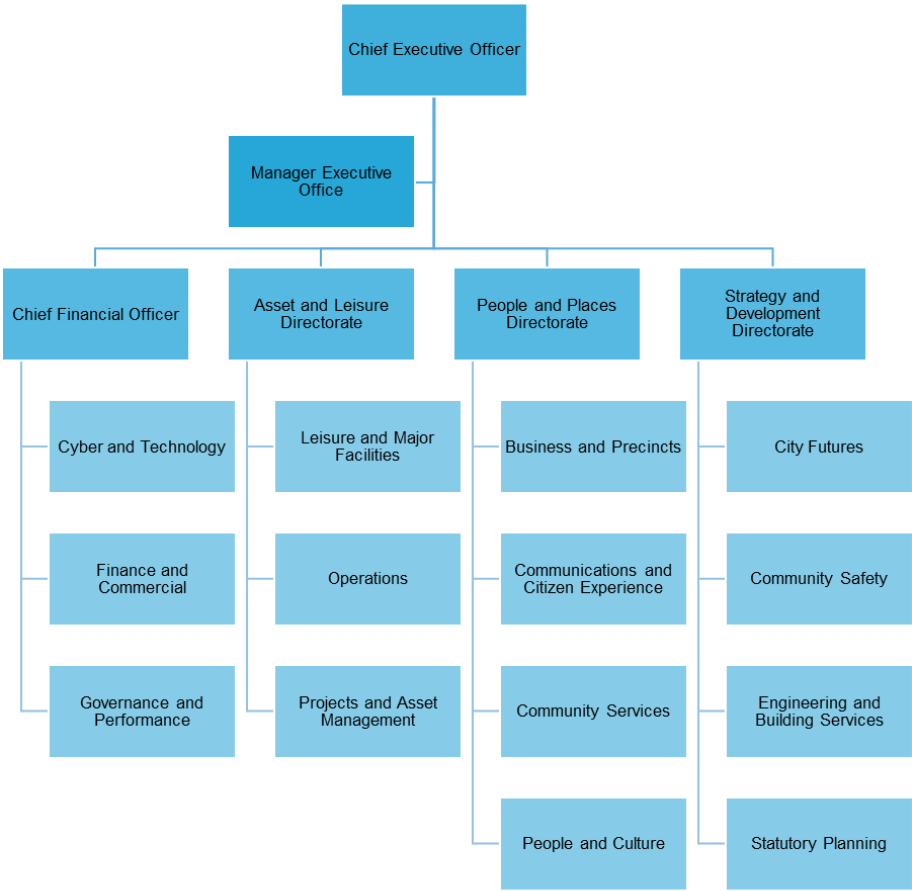 Chief Executive Officer
Manager Executive
Office
Chief Financial Officer
Asset and Leisure
Directorate
People and Places
Directorate
Strategy and
Development
Directorate
Cyber and Technology
Leisure and Major
Facilities
Business and Precincts
City Futures
Finance and
Commercial
Operations
Communications and
Citizen Experience
Community Safety
Governance and
Performance
Projects and Asset
Management
Community Services
Engineering and
Building Services
People and Culture
Statutory Planning